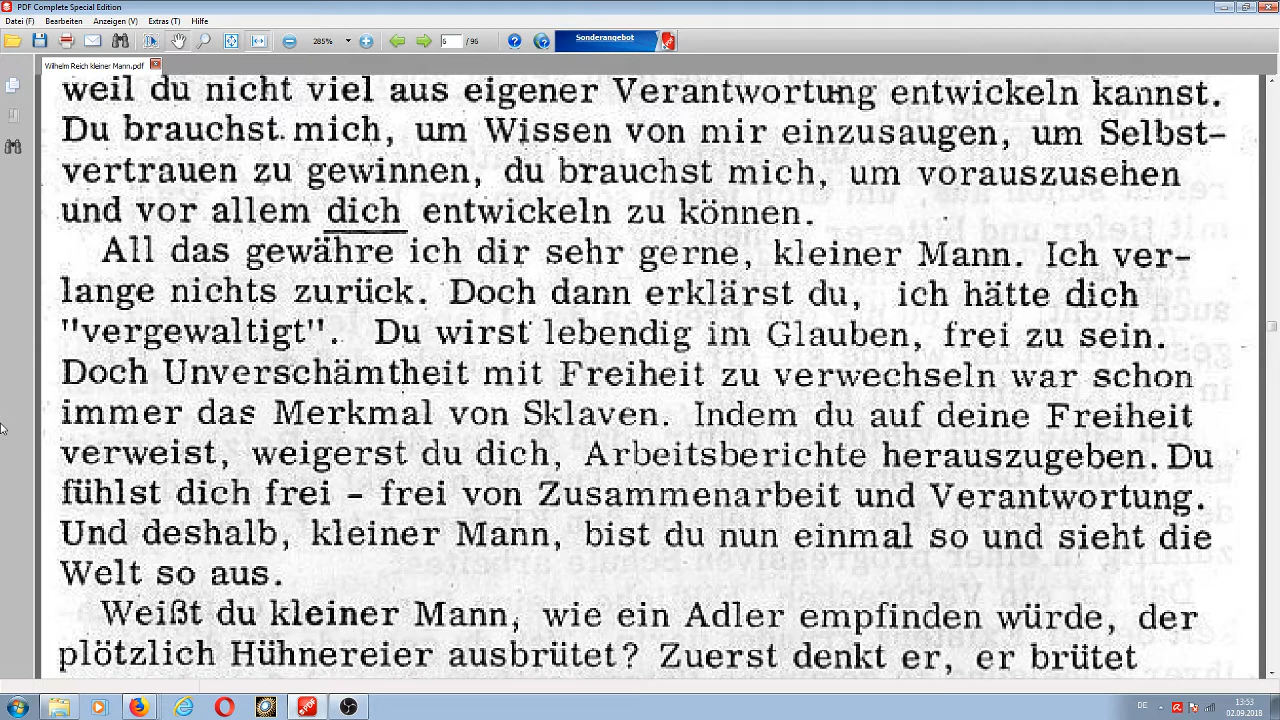 PDF Complete Special Edition
Datei (F) Bearbeiten Anzeigen (V) Extras (T) Hilfe
285% 5 / 95 Sonderangebot
Wilhelm Reich kleiner Mann.pdf
weil du nicht viel aus eigener Verantwortung entwickeln kannst.
Du brauchst mich, um Wissen von mir einzusaugen, um Selbst-
vertrauen zu gewinnen, du brauchst mich, um vorauszusehen
und vor allem dich entwickeln zu können.
All das gewähre ich dir sehr gerne, kleiner Mann. Ich ver-
lange nichts zurück. Doch dann erklärst du, ich hätte dich
"vergewaltigt". Du wirst lebendig im Glauben, frei zu sein.
Doch Unverschämtheit mit Freiheit zu verwechseln war schon
immer das Merkmal von Sklaven. Indem du auf deine Freiheit
verweist, weigerst du dich, Arbeitsberichte herauszugeben. Du
fühlst dich frei - frei von Zusammenarbeit und Verantwortung.
Und deshalb, kleiner Mann, bist du nun einmal so und sieht die
Welt so aus.
Weißt du kleiner Mann, wie ein Adler empfinden würde, der
plötzlich Hühnereier ausbrütet? Zuerst denkt er, er brütet
DE 13:53
02.09.2018